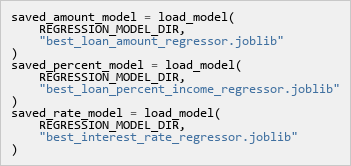 saved_amount_model = load_model(
    REGRESSION_MODEL_DIR,
    "best_loan_amount_regressor.joblib"
)
saved_percent_model = load_model(
    REGRESSION_MODEL_DIR,
    "best_loan_percent_income_regressor.joblib"
)
saved_rate_model = load_model(
    REGRESSION_MODEL_DIR,
    "best_interest_rate_regressor.joblib"
)